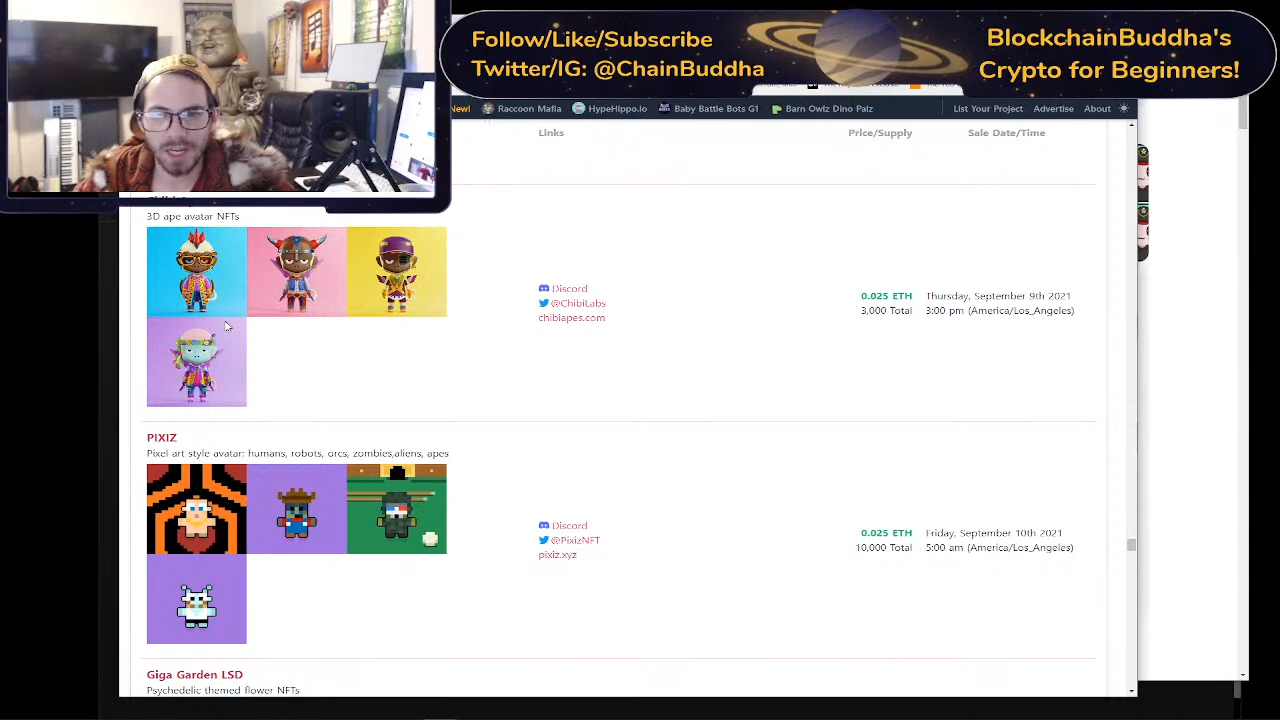 Follow/Like/Subscribe
Twitter/IG: @ChainBuddha
BlockchainBuddha's
Crypto for Beginners!
New!
Raccoon Mafia
HypeHippo.io
Baby Battle Bots G1
Barn Owlz Dino Palz
List Your Project
Advertise
About
Links
Price/Supply
Sale Date/Time
3D ape avatar NFTs
Discord
@ChibiLabs
chibiapes.com
0.025 ETH
3,000 Total
Thursday, September 9th 2021
3:00 pm (America/Los_Angeles)
PIXIZ
Pixel art style avatar: humans, robots, orcs, zombies,aliens, apes
Discord
@PixizNFT
pixiz.xyz
0.025 ETH
10,000 Total
Friday, September 10th 2021
5:00 am (America/Los_Angeles)
Giga Garden LSD
Psychedelic themed flower NFTs